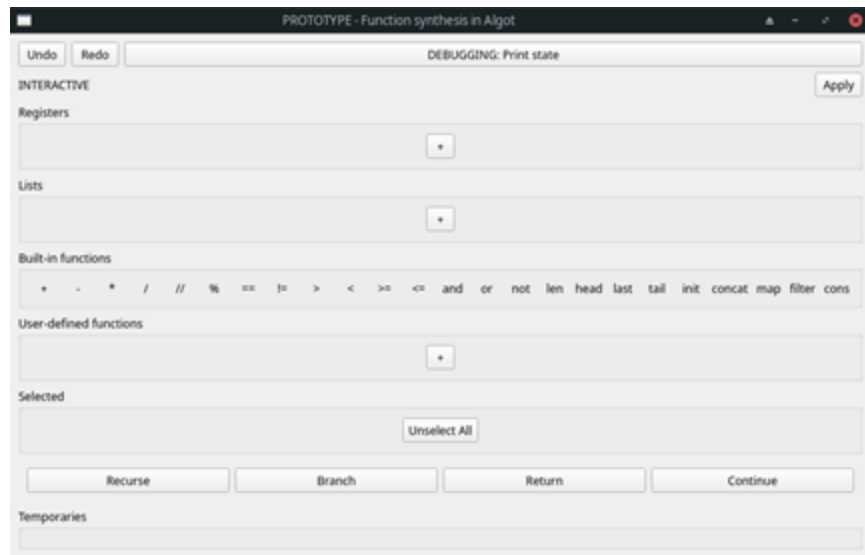 PROTOTYPE - Function synthesis in Algot
Undo Redo DEBUGGING: Print state
INTERACTIVE Apply
Registers
+
Lists
+
Built-in functions
+ - * / // % == != > < >= <= and or not len head last tail init concat map filter cons
User-defined functions
+
Selected
Unselect All
Recurse Branch Return Continue
Temporaries